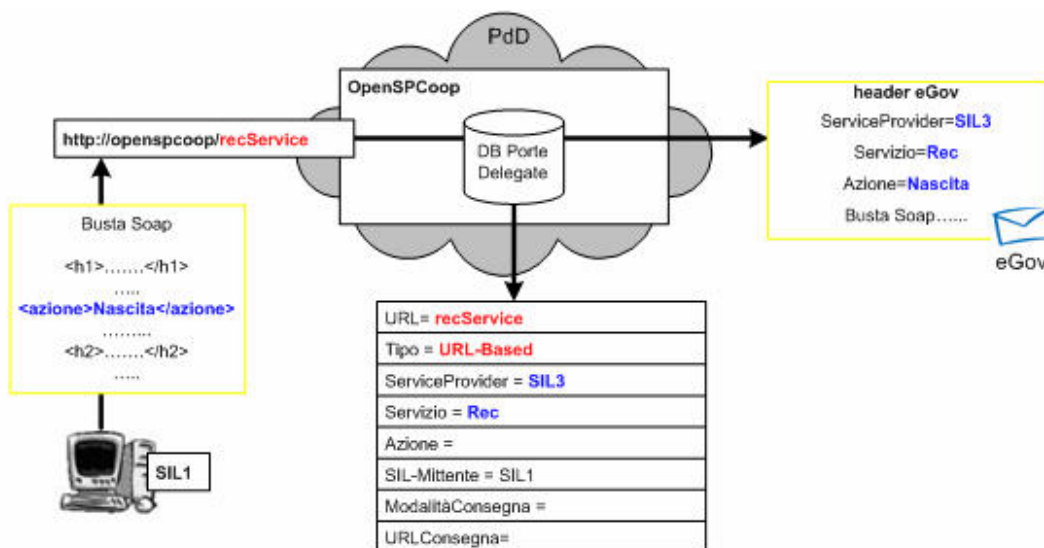 PdD
OpenSPCoop
http://openspcoop/recService
DB Porte
Delegate
header eGov
ServiceProvider=SIL3
Servizio=Rec
Azione=Nascita
Busta Soap......
eGov
Busta Soap
<h1>.......</h1>
.....
<azione>Nascita</azione>
.........
<h2>.......</h2>
.....
SIL1
URL= recService
Tipo = URL-Based
ServiceProvider = SIL3
Servizio = Rec
Azione =
SIL-Mittente = SIL1
ModalitàConsegna =
URLConsegna=